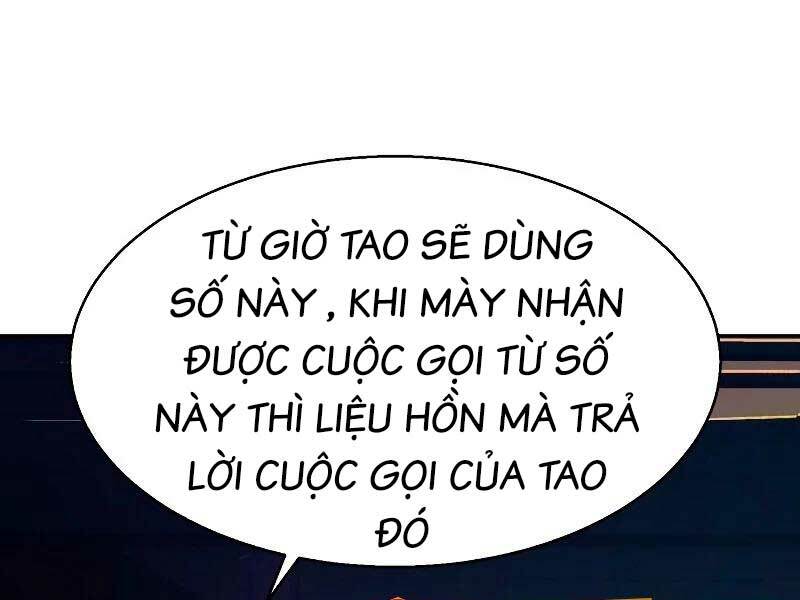 TỪ GIỜ TAO SẼ DÙNG
SỐ NÀY, KHI MÀY NHẬN
ĐƯỢC CUỘC GỌI TỪ SỐ
NÀY THÌ LIỆU HỒN MÀ TRẢ
LỜI CUỘC GỌI CỦA TAO
ĐÓ